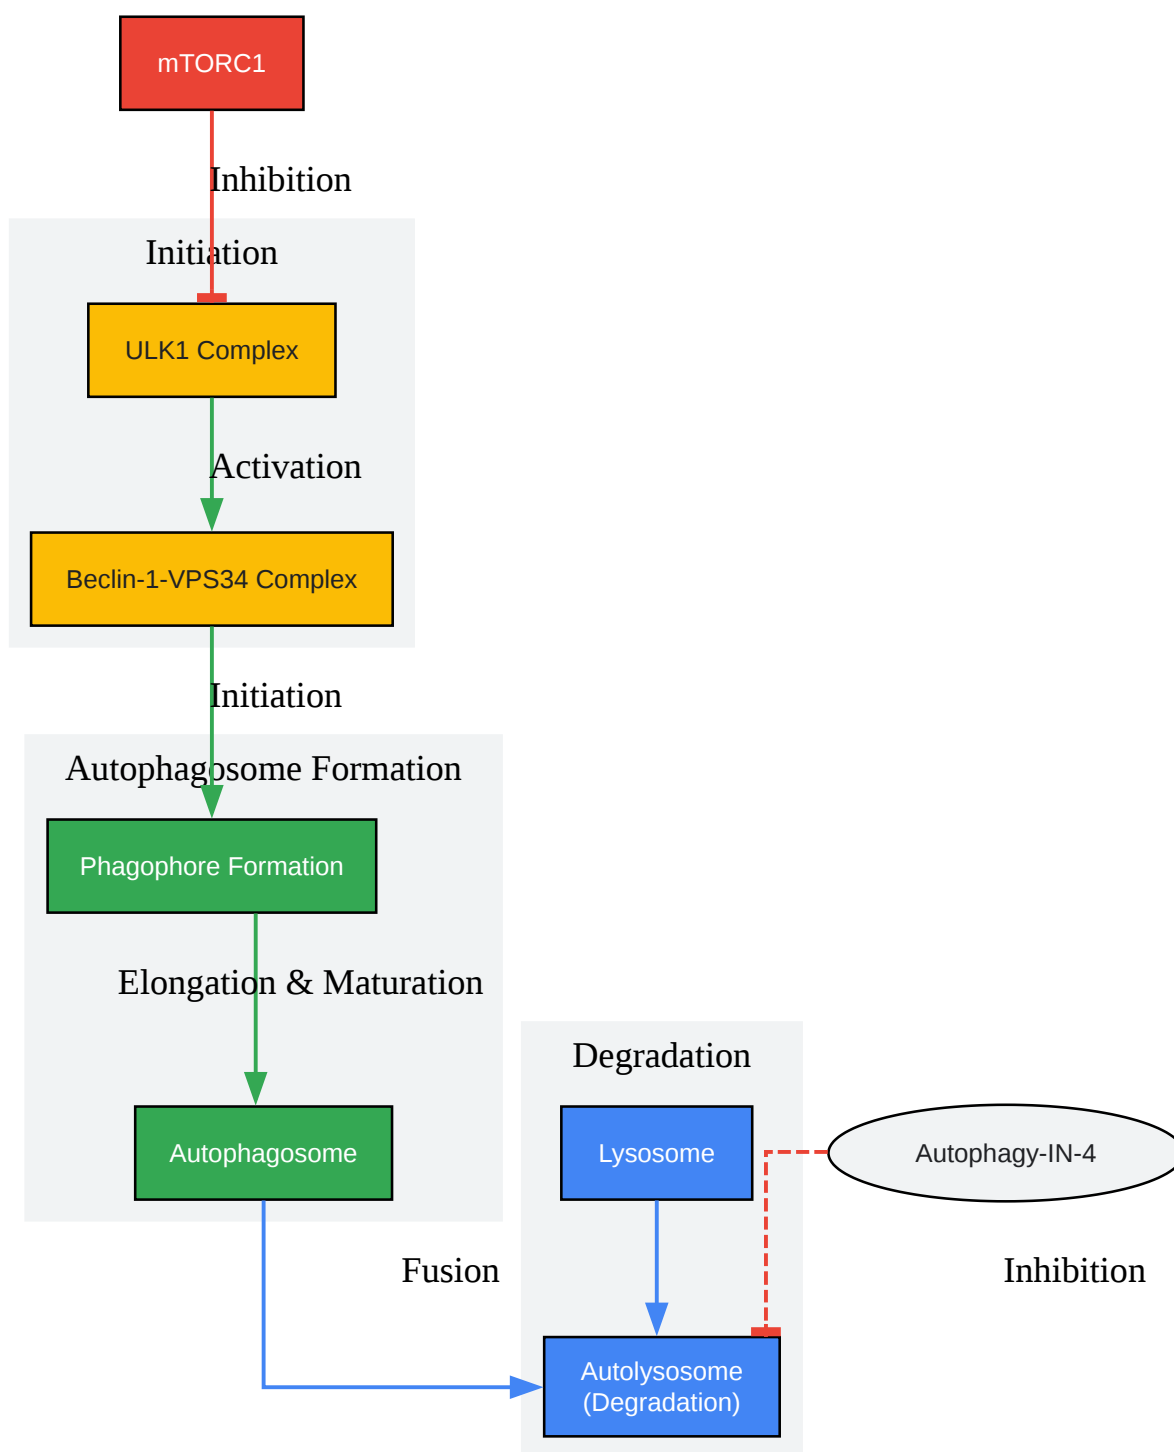 mTORC1
Inhibition
Initiation
ULK1 Complex
Activation
Beclin-1-VPS34 Complex
Initiation
Autophagosome Formation
Phagophore Formation
Elongation & Maturation
Degradation
Autophagosome
Lysosome
Autophagy-IN-4
Fusion
Inhibition
Autolysosome
(Degradation)